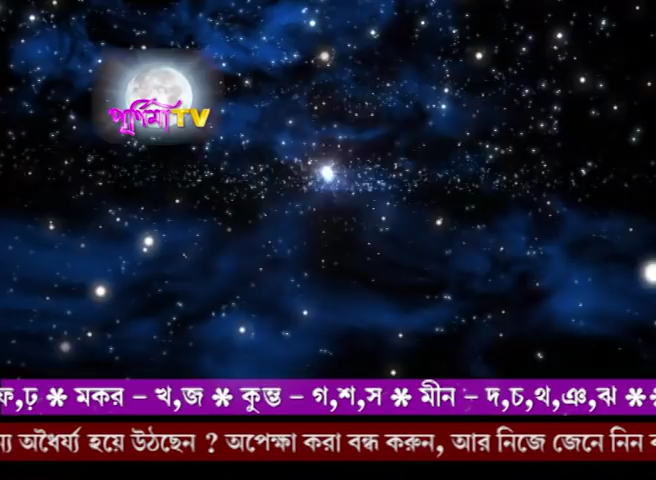 পূর্ণিমা TV
ফ,ঢ় * মকর – খ,জ * কুম্ভ – গ,শ,স * মীন – দ,চ,থ,ঞ,ঝ *
অধৈর্য্য হয়ে উঠছেন ? অপেক্ষা করা বন্ধ করুন, আর নিজে জেনে নিন